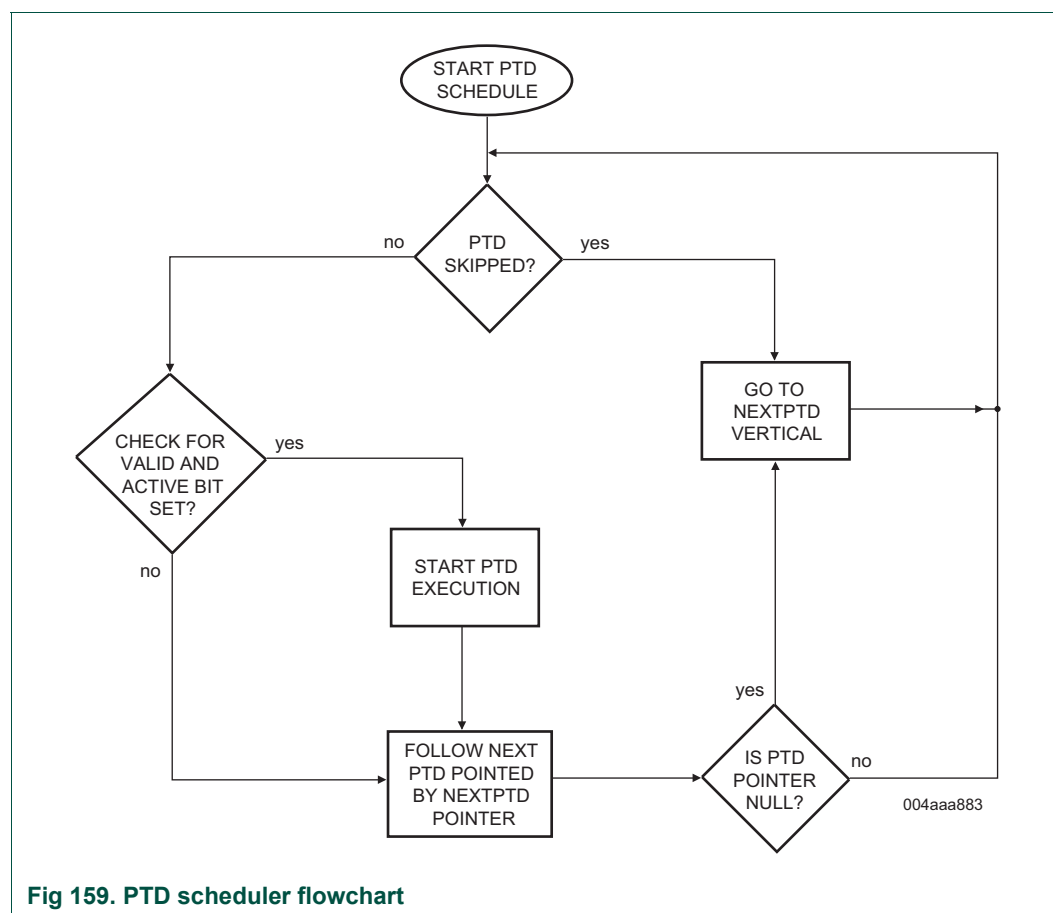 START PTD
SCHEDULE
no
PTD
SKIPPED?
yes
GO TO
NEXTPTD
VERTICAL
CHECK FOR
VALID AND
ACTIVE BIT
SET?
yes
no
START PTD
EXECUTION
FOLLOW NEXT
PTD POINTED
BY NEXTPTD
POINTER
yes
IS PTD
POINTER
NULL?
no
004aaa883
Fig 159. PTD scheduler flowchart